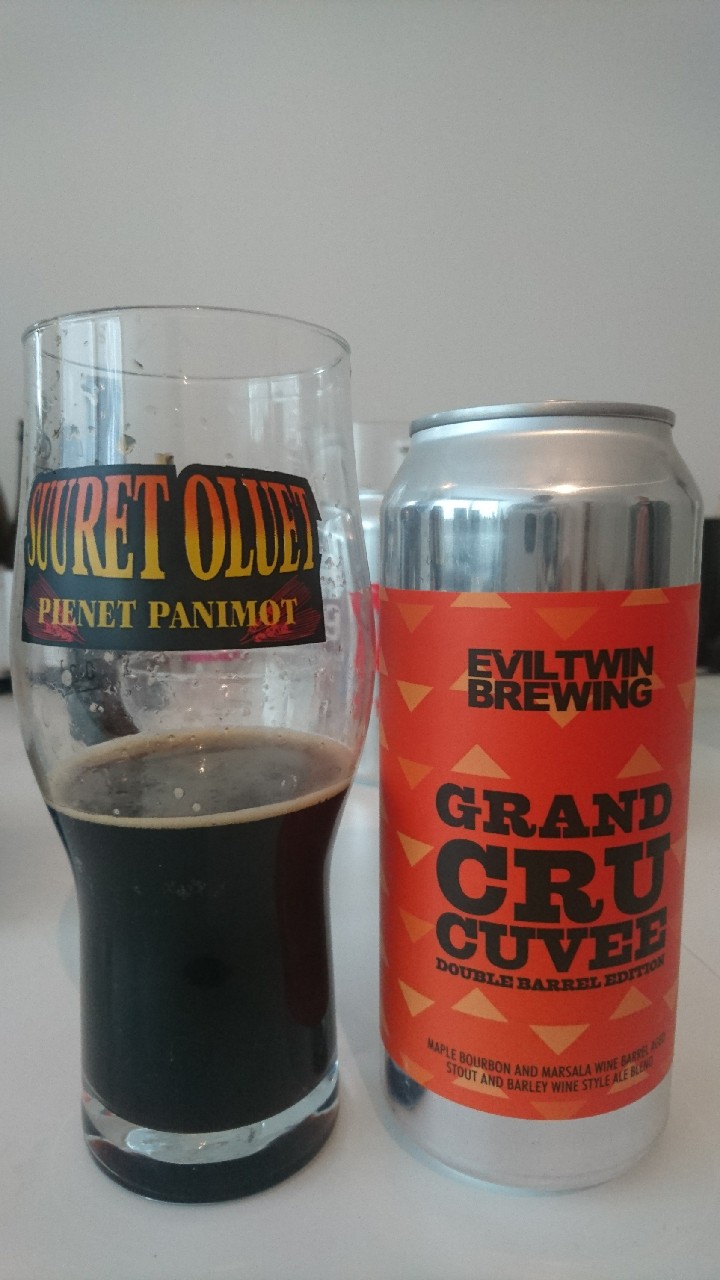 SUURET OLUET
PIENET PANIMOT
EVILTWIN
BREWING
GRAND
CRU
CUVEE
DOUBLE BARREL EDITION
MAPLE BOURBON AND MARSALA WINE BARREL AGED
STOUT AND BARLEY WINE STYLE ALE BLEND